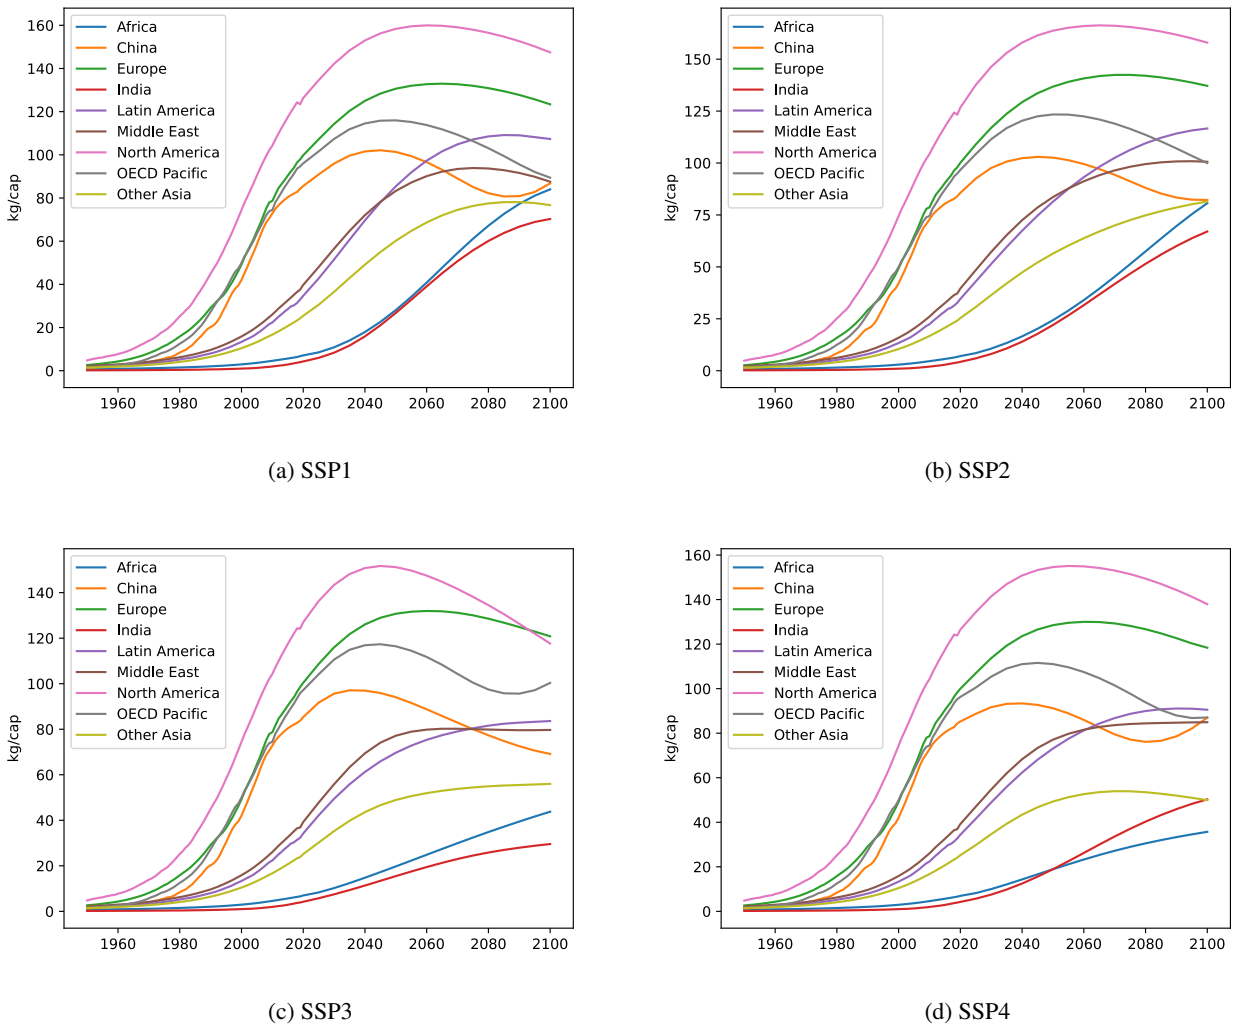 160
140
120
100
80
60
40
20
0
kg/cap
Africa
China
Europe
India
Latin America
Middle East
North America
OECD Pacific
Other Asia
1960 1980 2000 2020 2040 2060 2080 2100
(a) SSP1
150
125
100
75
50
25
0
kg/cap
Africa
China
Europe
India
Latin America
Middle East
North America
OECD Pacific
Other Asia
1960 1980 2000 2020 2040 2060 2080 2100
(b) SSP2
140
120
100
80
60
40
20
0
kg/cap
Africa
China
Europe
India
Latin America
Middle East
North America
OECD Pacific
Other Asia
1960 1980 2000 2020 2040 2060 2080 2100
(c) SSP3
160
140
120
100
80
60
40
20
0
kg/cap
Africa
China
Europe
India
Latin America
Middle East
North America
OECD Pacific
Other Asia
1960 1980 2000 2020 2040 2060 2080 2100
(d) SSP4